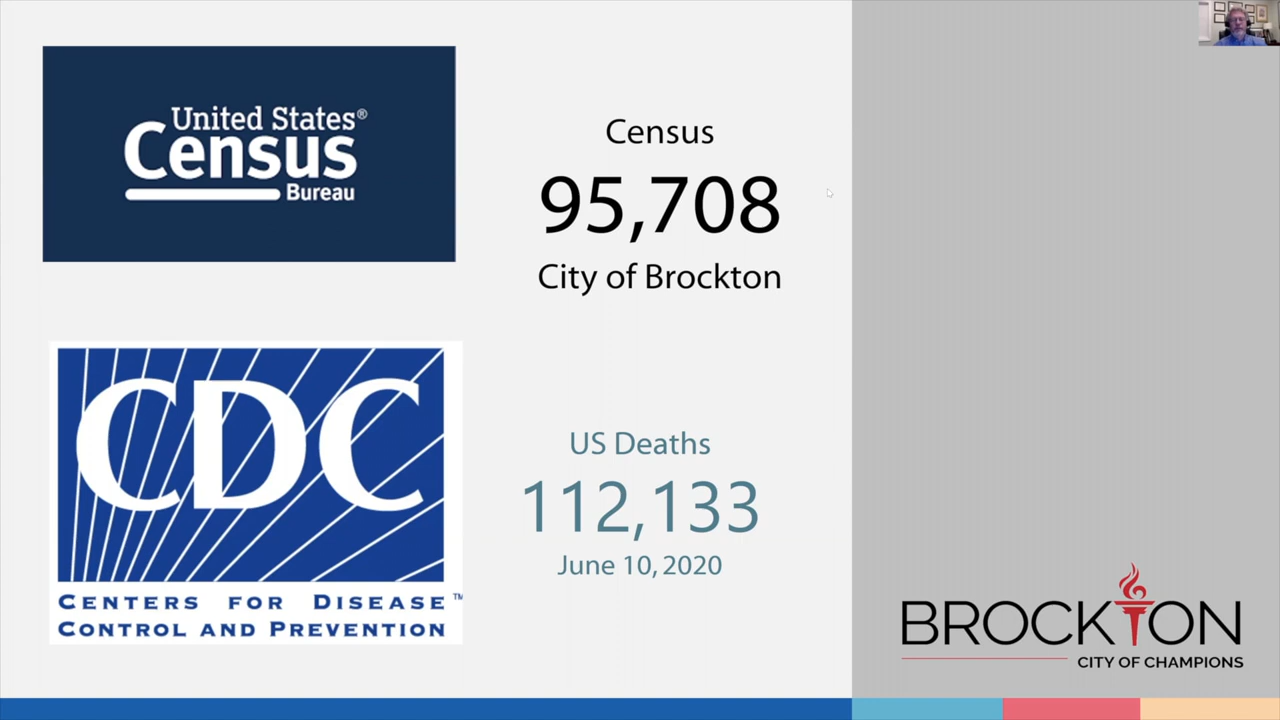 United States®
Census
Bureau
Census
95,708
City of Brockton
CDC
CENTERS FOR DISEASE™
CONTROL AND PREVENTION
US Deaths
112,133
June 10, 2020
BROCKTON
CITY OF CHAMPIONS